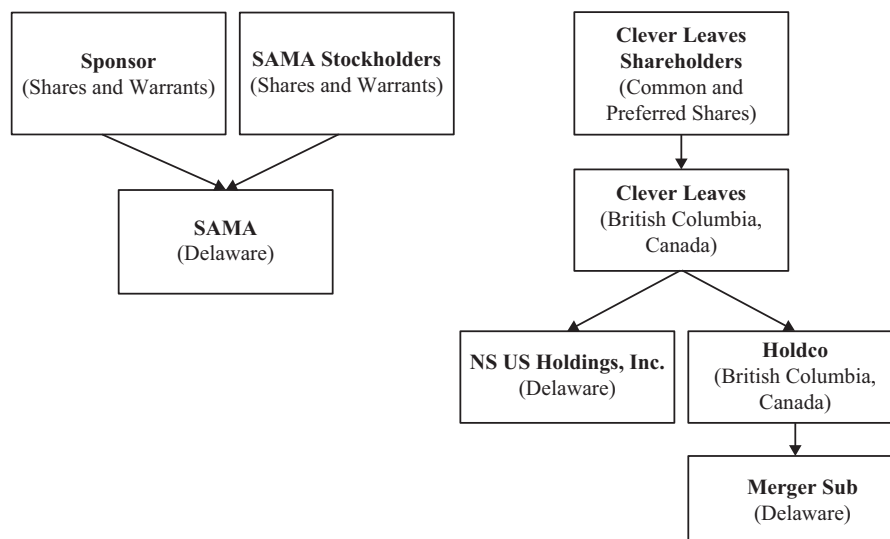 Sponsor
(Shares and Warrants)
SAMA Stockholders
(Shares and Warrants)
Clever Leaves
Shareholders
(Common and
Preferred Shares)
SAMA
(Delaware)
Clever Leaves
(British Columbia,
Canada)
NS US Holdings, Inc.
(Delaware)
Holdco
(British Columbia,
Canada)
Merger Sub
(Delaware)